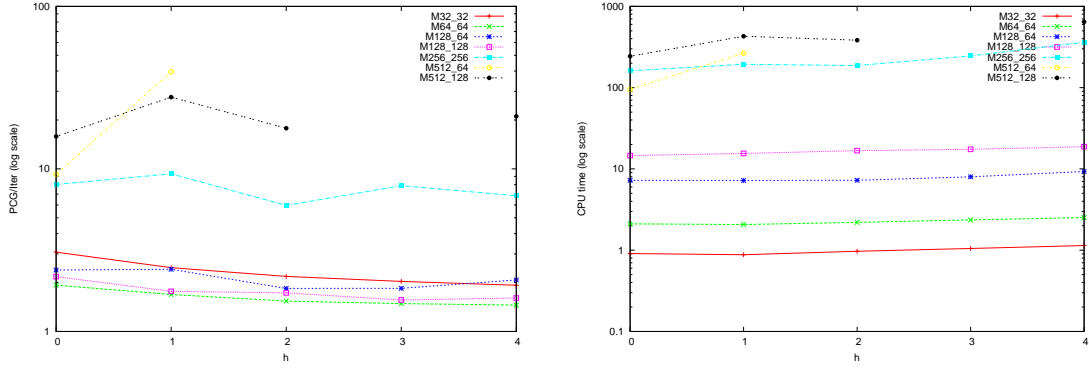 100
10
1
0
1
2
3
4
PCG/Iter (log scale)
h
M32_32
M64_64
M128_64
M128_128
M256_256
M512_64
M512_128
1000
100
10
1
0.1
0
1
2
3
4
CPU time (log scale)
h
M32_32
M64_64
M128_64
M128_128
M256_256
M512_64
M512_128